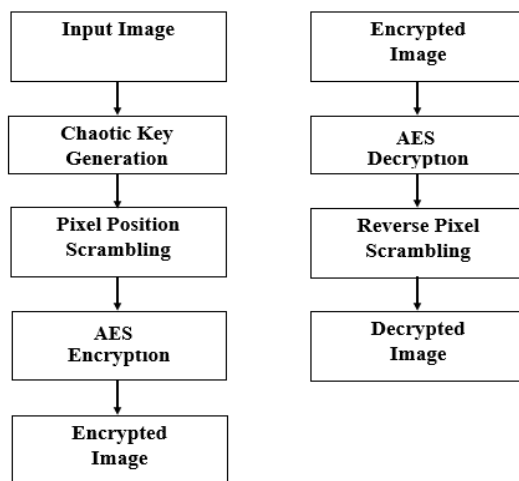 Input Image
Chaotic Key
Generation
Pixel Position
Scrambling
AES
Encryption
Encrypted
Image
Encrypted
Image
AES
Decryption
Reverse Pixel
Scrambling
Decrypted
Image